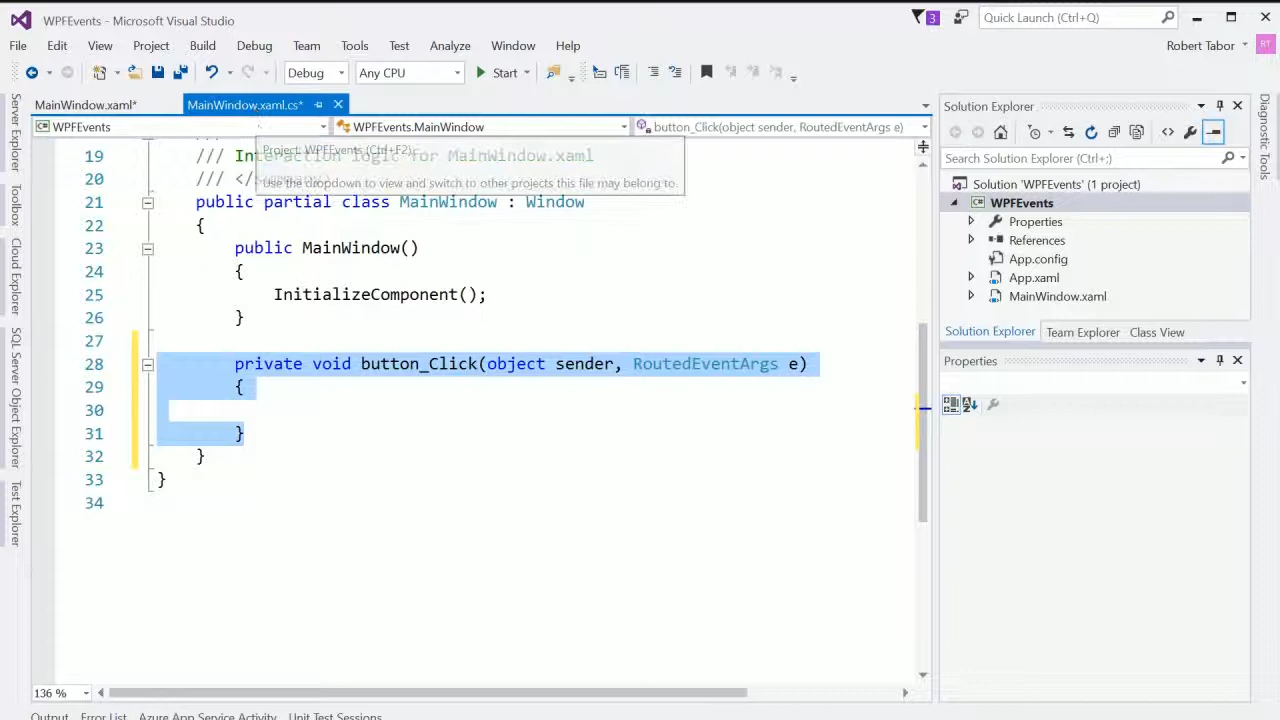 WPFEvents - Microsoft Visual Studio
3
Quick Launch (Ctrl+Q)
File Edit View Project Build Debug Team Tools Test Analyze Window Help
Robert Tabor RT
Debug Any CPU Start
MainWindow.xaml* MainWindow.xaml.cs*
WPFEvents WPFEvents.MainWindow button_Click(object sender, RoutedEventArgs e)
Project: WPFEvents (Ctrl+F2)
Use the dropdown to view and switch to other projects this file may belong to.
19 /// Interaction logic for MainWindow.xaml
20 /// </summary>
21 public partial class MainWindow : Window
22 {
23 public MainWindow()
24 {
25 InitializeComponent();
26 }
27
28 private void button_Click(object sender, RoutedEventArgs e)
29 {
30
31 }
32 }
33 }
34
136 %
Output Error List Azure App Service Activity Unit Test Sessions
Server Explorer
Toolbox
Cloud Explorer
SQL Server Object Explorer
Test Explorer
Solution Explorer
Search Solution Explorer (Ctrl+;)
Solution 'WPFEvents' (1 project)
WPFEvents
Properties
References
App.config
App.xaml
MainWindow.xaml
Solution Explorer Team Explorer Class View
Properties
Diagnostic Tools